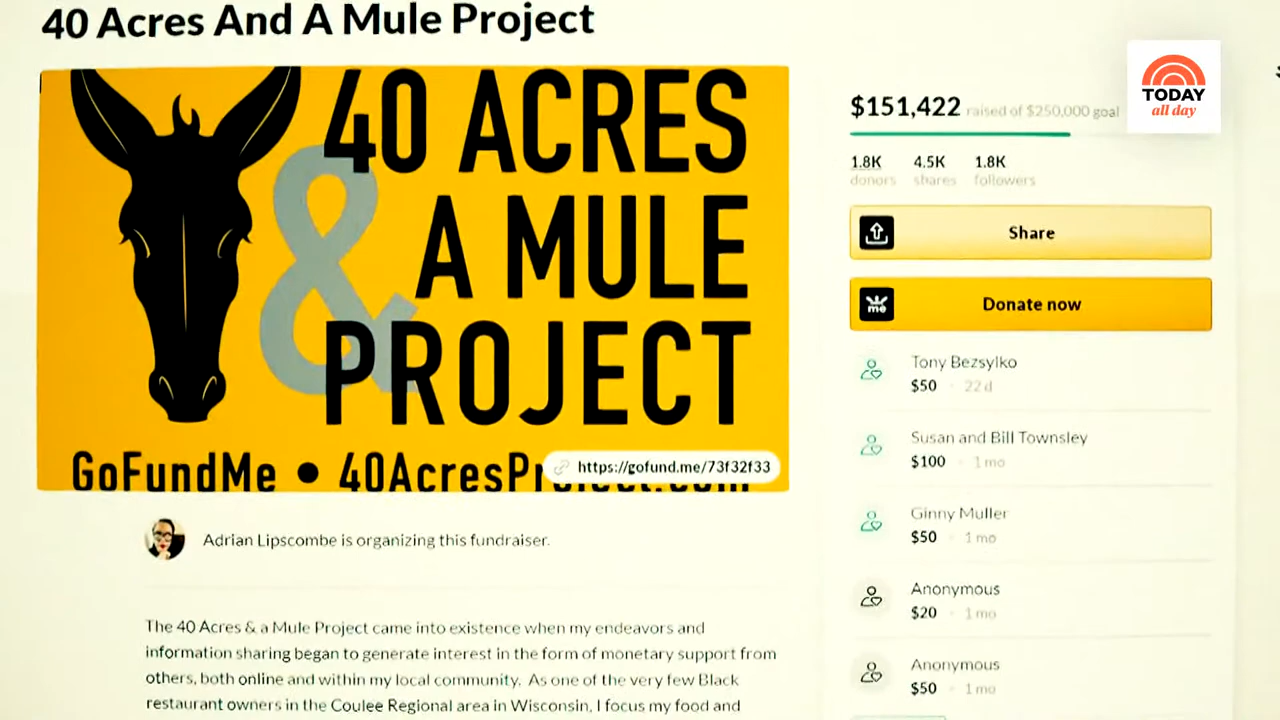 40 Acres And A Mule Project
40 ACRES
&
A MULE
PROJECT
GoFundMe • 40AcresPr
https://gofund.me/73f32f33
Adrian Lipscombe is organizing this fundraiser.
The 40 Acres & a Mule Project came into existence when my endeavors and
information sharing began to generate interest in the form of monetary support from
others, both online and within my local community. As one of the very few Black
restaurant owners in the Coulee Regional area in Wisconsin, I focus my food and
TODAY
all day
$151,422 raised of $250,000 goal
1.8K 4.5K 1.8K
donors shares followers
Share
me
Donate now
Tony Bezsylko
$50 • 22 d
Susan and Bill Townsley
$100 • 1 mo
Ginny Muller
$50 • 1 mo
Anonymous
$20 • 1 mo
Anonymous
$50 • 1 mo